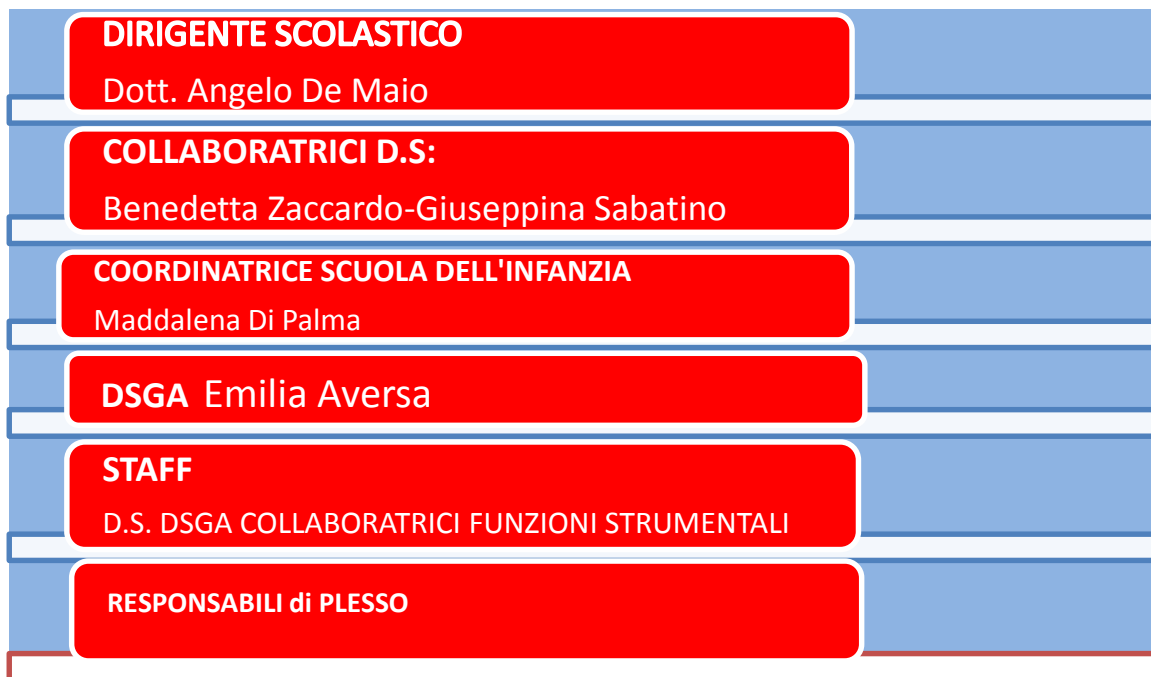 DIRIGENTE SCOLASTICO
Dott. Angelo De Maio
COLLABORATRICI D.S:
Benedetta Zaccardo-Giuseppina Sabatino
COORDINATRICE SCUOLA DELL'INFANZIA
Maddalena Di Palma
DSGA Emilia Aversa
STAFF
D.S. DSGA COLLABORATRICI FUNZIONI STRUMENTALI
RESPONSABILI di PLESSO